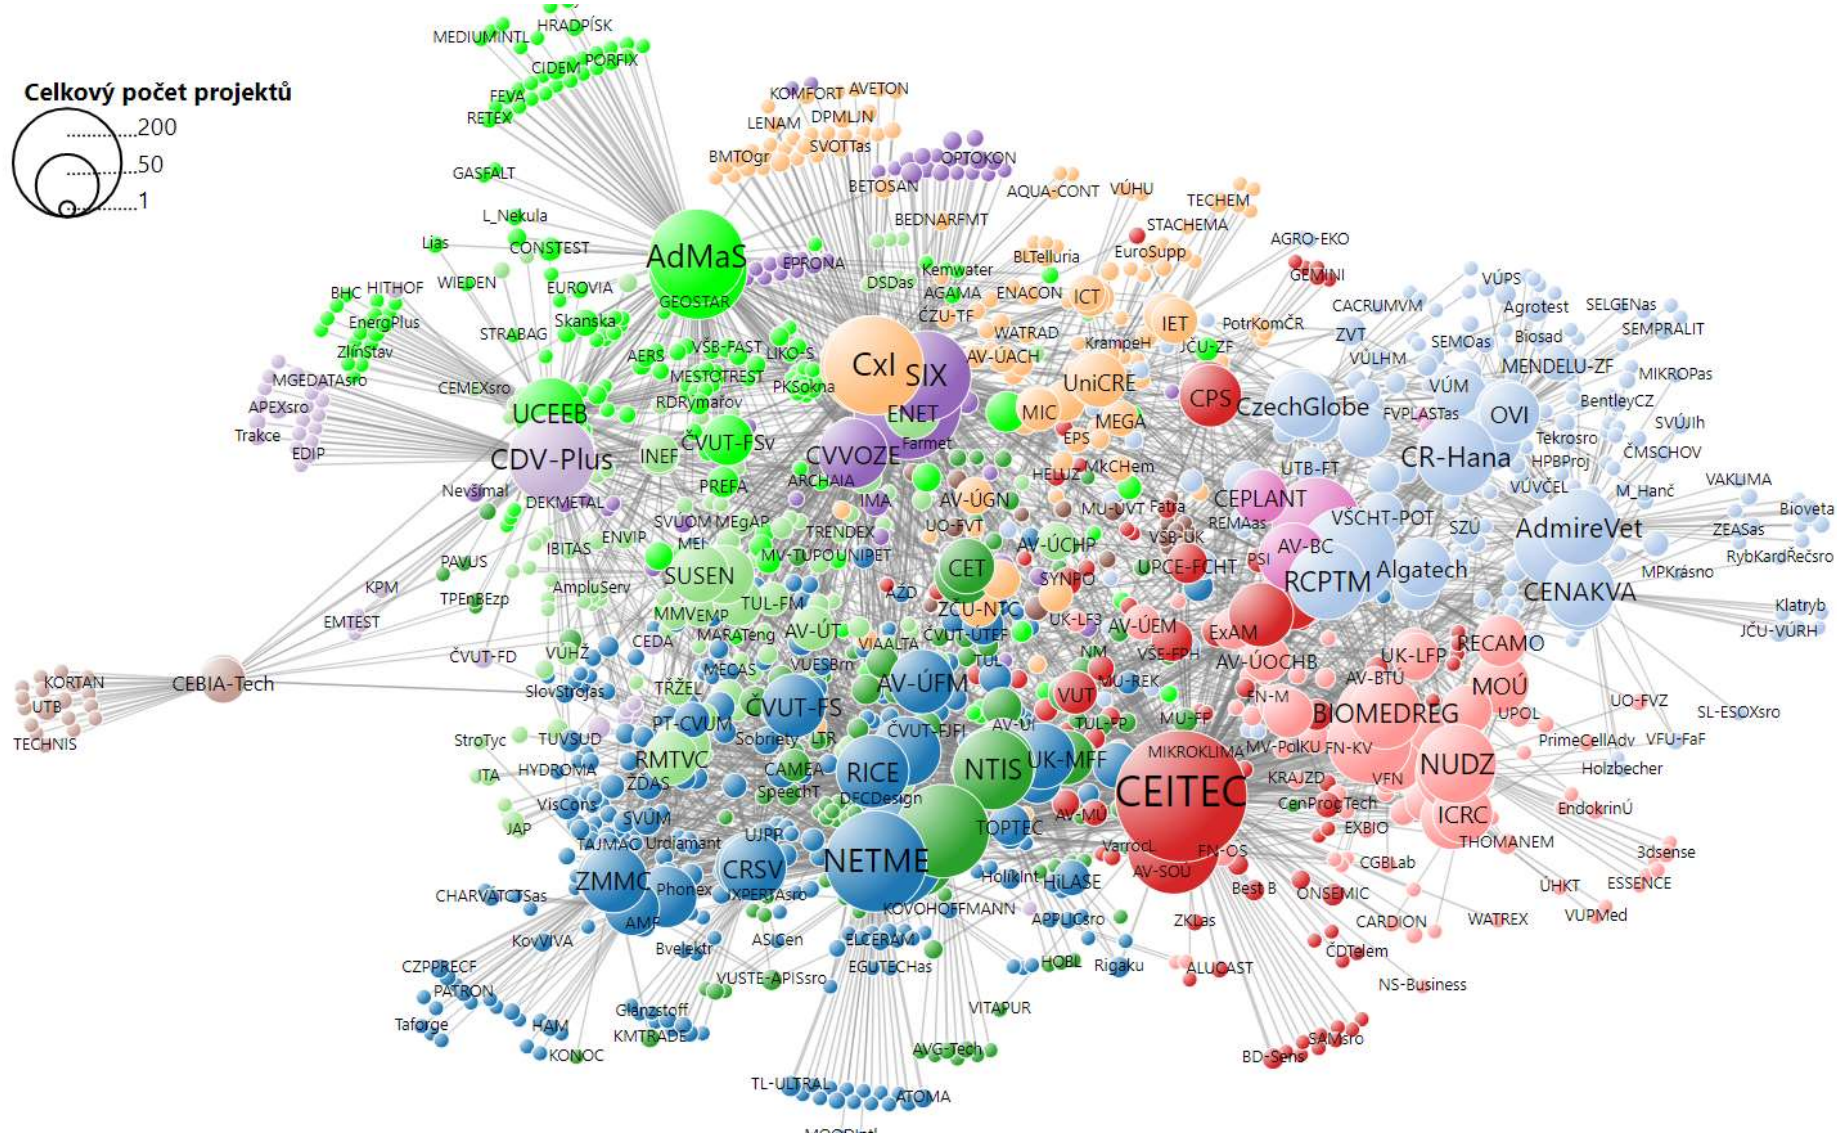 HRADPÍSK
MEDIUMINTL
CIDEM
PORFIX
Celkový počet projektů
FEVA
KOMFORT
AVETON
RETEX
200
LENAM
DPMLJN
SVOTTas
BMTOgr
OPTOKON
50
GASFALT
BETOSAN
AQUA-CONT
VÚHU
1
TECHEM
L_Nekula
BEDNARFMT
STACHEMA
Lias
CONSTEST
AdMaS
AGRO-EKO
BLTelluria
EuroSupp
EPRONA
Kemwater
GEMINI
WIEDEN
EUROVIA
DSDas
VÚPS
BHC
HITHOF
GEOSTAR
AGAMA
ENACON
ICT
CACRUMVM
Agrotest
SELGENas
EnergPlus
Skanska
ČZU-TF
IET
PotrKomČR
STRABAG
WATRAD
ZVT
Biosad
SEMPRALIT
ZlínStav
AERS
VŠB-FAST
LIKO-S
KrampeH
JČU-ZF
SEMOas
AV-ÚACH
VÚLHM
CxI
SIX
MENDELU-ZF
MGEDATAsro
CEMEXsro
MESTOTREST
PKSokna
UniCRE
VÚM
MIKROPas
RDRymařov
CPS
CzechGlobe
APEXsro
UCEEB
ENET
MIC
MEGA
FVPLASTas
OVI
BentleyCZ
Trakce
ČVUT-FSv
Farmet
EPS
Tekrosro
SVÚJIh
EDIP
CDV-Plus
INEF
CVVOZE
CR-Hana
HPBProj
ČMSCHOV
Nevšímal
PREFA
ARCHAIA
HELUZ
MkChem
UTB-FT
VÚVČEL
VAKLIMA
DEKMETAL
IMA
AV-ÚGN
MU-ÚVT
Fatra
CEPLANT
M_Hanč
Bioveta
SVÚOM
MEgAP
TRENDEX
UO-FVT
REMAas
VŠCHT-POT
SZÚ
AdmireVet
ZEASas
ENVIP
MEI
VŠB-UK
IBITAS
MV-TUPO
UNIPET
AV-ÚCHP
AV-BC
RybKardŘečsro
PAVUS
SUSEN
CET
SYNPO
UPCE-FCHT
PSI
RCPTM
Algatech
MPKrásno
KPM
AmpluServ
AŽD
CENAKVA
TPEnBEzp
MMVEMP
TUL-FM
ZČU-NTC
Klatryb
EMTEST
MARATeng
AV-ÚT
UK-LF3
AV-ÚEM
ExAM
JČU-VÚRH
CEDA
VIAALTA
ČVUT-UTEF
RECAMO
ČVUT-FD
VÚHŽ
MECAS
VUESBrn
TUL
NM
VŠE-FPH
AV-ÚOCHB
UK-LFP
KORTAN
CEBIA-Tech
TŘŽEL
AV-ÚFM
MU-REK
AV-BTÚ
MOÚ
SlovStrojas
VUT
FN-M
UO-FVZ
UTB
ČVUT-FS
UPOL
SL-ESOXsro
PT-CVUM
ČVUT-FJFI
AV-UI
TUL-FP
MU-FF
BIOMEDREG
TECHNIS
StroTyc
TUVSUD
Sobriety
LTR
MIKROKLIMA
MV-PolKU
FN-KV
PrimeCellAdv
VFU-FaF
ITA
HYDROMA
RMTVC
CAMEA
RICE
NTIS
UK-MFF
KRAJZD
VFN
NUDZ
Holzbecher
ŽĎAS
SpeechT
CEITEC
VisCons
DFCDesign
CenProgTech
EndokrinÚ
JAP
SVÚM
TOPTEC
AV-MÚ
EXBIO
ICRC
TAJMAC
Urdiamant
UJPP
VarrocL
FN-OS
THOMANEM
3dsense
ZMMC
CRSV
NETME
AV-SOÚ
CGBLab
CHARVÁTCTSas
Phonex
JXPERTAsro
HolikInt
HiLASE
Best B
ONSEMIC
ÚHKT
ESSENCE
AMF
KOVOHOFFMANN
APPLICsro
ZKLas
CARDION
WATREX
VUPMed
KovVIVA
Bvelektr
ASICen
ELCERAM
CZPPRECF
VUSTE-APISsro
EGUTECHas
HOBL
Rigaku
ALUCAST
ČDTelem
NS-Business
PATRON
Glanzstoff
VITAPUR
Taforge
HAM
KMTRADE
SAMsro
KONOC
AVG-Tech
BD-Sens
TL-ULTRAL
ATOMA